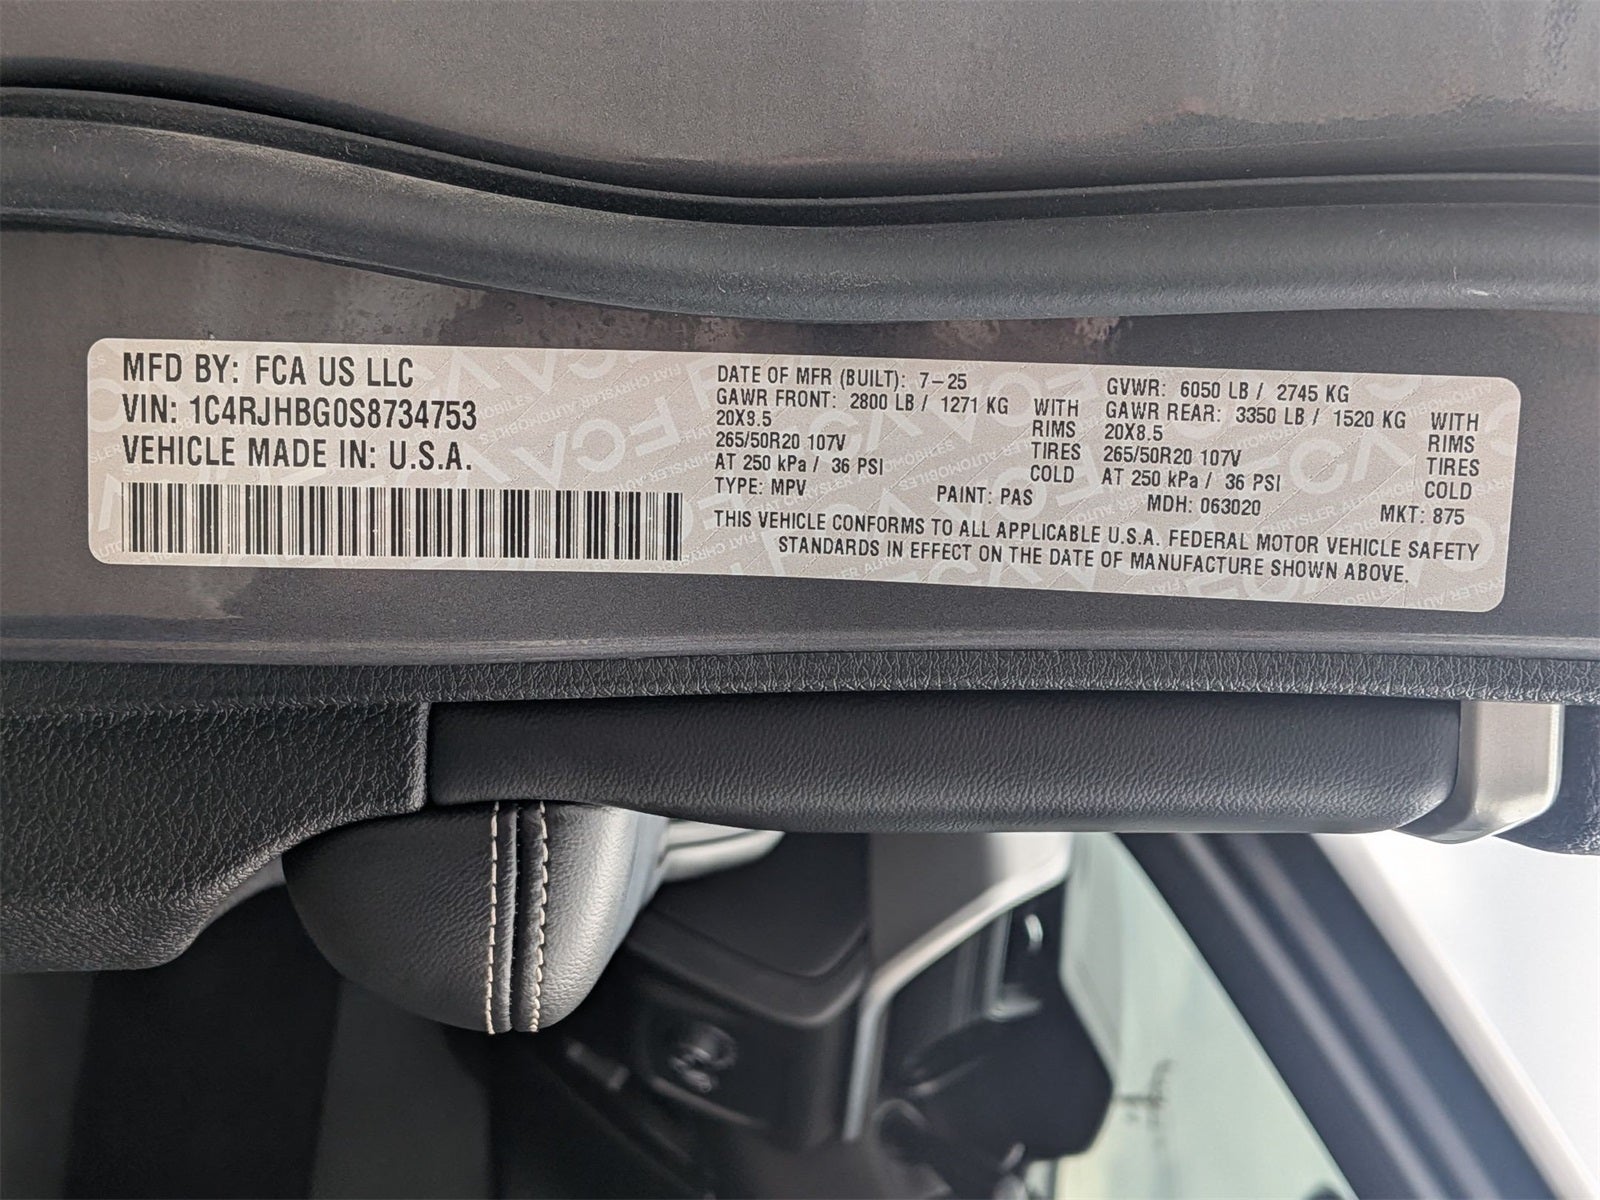 MFD BY: FCA US LLC
VIN: 1C4RJHBG0S8734753
VEHICLE MADE IN: U.S.A.
DATE OF MFR (BUILT): 7-25
GAWR FRONT: 2800 LB / 1271 KG WITH
20X8.5 RIMS
265/50R20 107V TIRES
AT 250 kPa / 36 PSI COLD
TYPE: MPV PAINT: PAS
GVWR: 6050 LB / 2745 KG
GAWR REAR: 3350 LB / 1520 KG WITH
20X8.5 RIMS
265/50R20 107V TIRES
AT 250 kPa / 36 PSI COLD
MDH: 063020 MKT: 875
THIS VEHICLE CONFORMS TO ALL APPLICABLE U.S.A. FEDERAL MOTOR VEHICLE SAFETY
STANDARDS IN EFFECT ON THE DATE OF MANUFACTURE SHOWN ABOVE.